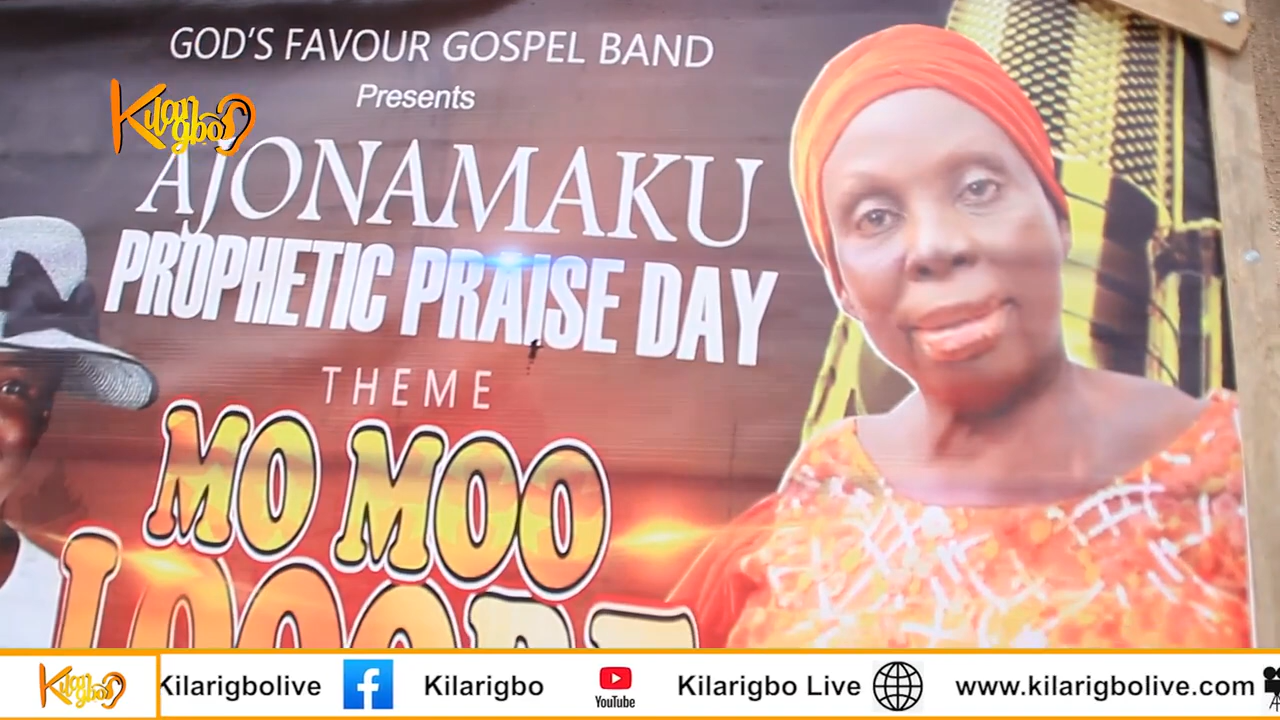 GOD'S FAVOUR GOSPEL BAND
Presents
Kilarigbo
AJONAMAKU
PROPHETIC PRAISE DAY
THEME
MO MOO
Kilarigbo
Kilarigbolive
Kilarigbo
YouTube
Kilarigbo Live
www.kilarigbolive.com